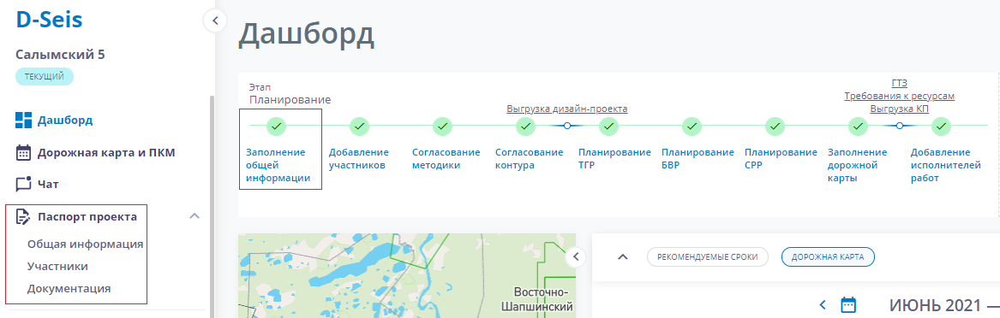 D-Seis
Салымский 5
ТЕКУЩИЙ
Дашборд
Дорожная карта и ПКМ
Чат
Паспорт проекта
Общая информация
Участники
Документация
Дашборд
Этап
Планирование
Выгрузка дизайн-проекта
ГТЗ
Требования к ресурсам
Выгрузка КП
Заполнение
общей
информации
Добавление
участников
Согласование
методики
Согласование
контура
Планирование
ТГР
Планирование
БВР
Планирование
СРР
Заполнение
дорожной
карты
Добавление
исполнителей
работ
Восточно-
Шапшинский
РЕКОМЕНДУЕМЫЕ СРОКИ
ДОРОЖНАЯ КАРТА
ИЮНЬ 2021 —